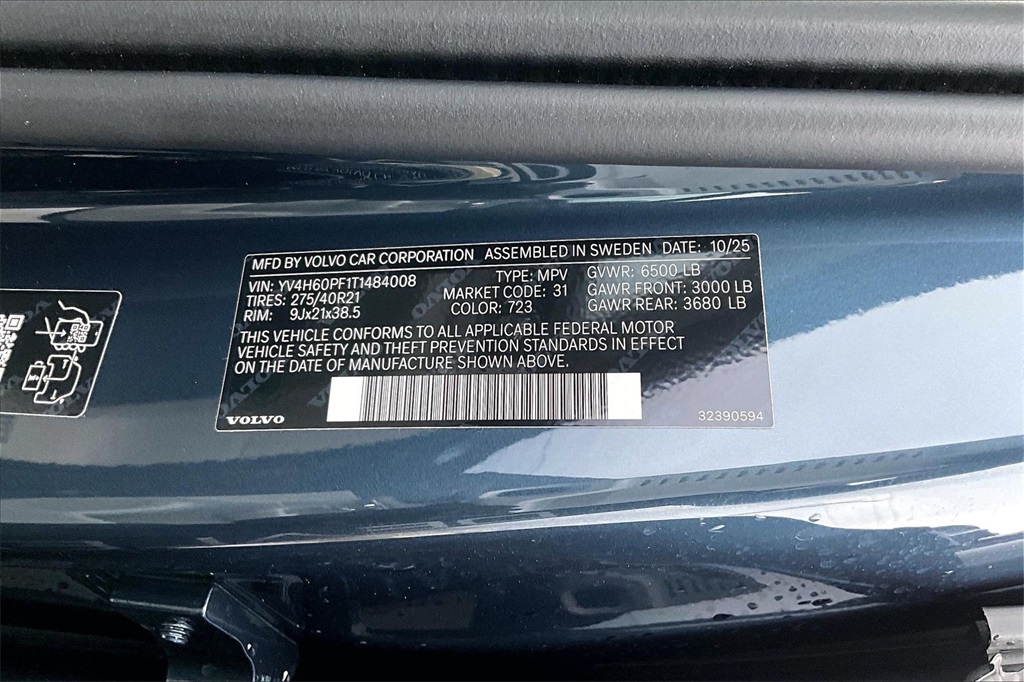 MFD BY VOLVO CAR CORPORATION ASSEMBLED IN SWEDEN DATE: 10/25
VIN: YV4H60PF1T1484008 TYPE: MPV GVWR: 6500 LB
TIRES: 275/40R21 MARKET CODE: 31 GAWR FRONT: 3000 LB
RIM: 9Jx21x38.5 COLOR: 723 GAWR REAR: 3680 LB
THIS VEHICLE CONFORMS TO ALL APPLICABLE FEDERAL MOTOR
VEHICLE SAFETY AND THEFT PREVENTION STANDARDS IN EFFECT
ON THE DATE OF MANUFACTURE SHOWN ABOVE.
VOLVO 32390594